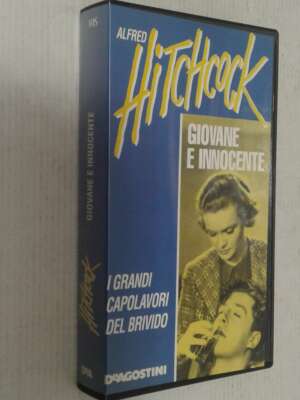 VHS
GIOVANE E INNOCENTE
HITCHCOCK
ALFRED
HITCHCOCK
GIOVANE
E INNOCENTE
I GRANDI
CAPOLAVORI
DEL BRIVIDO
DEAGOSTINI